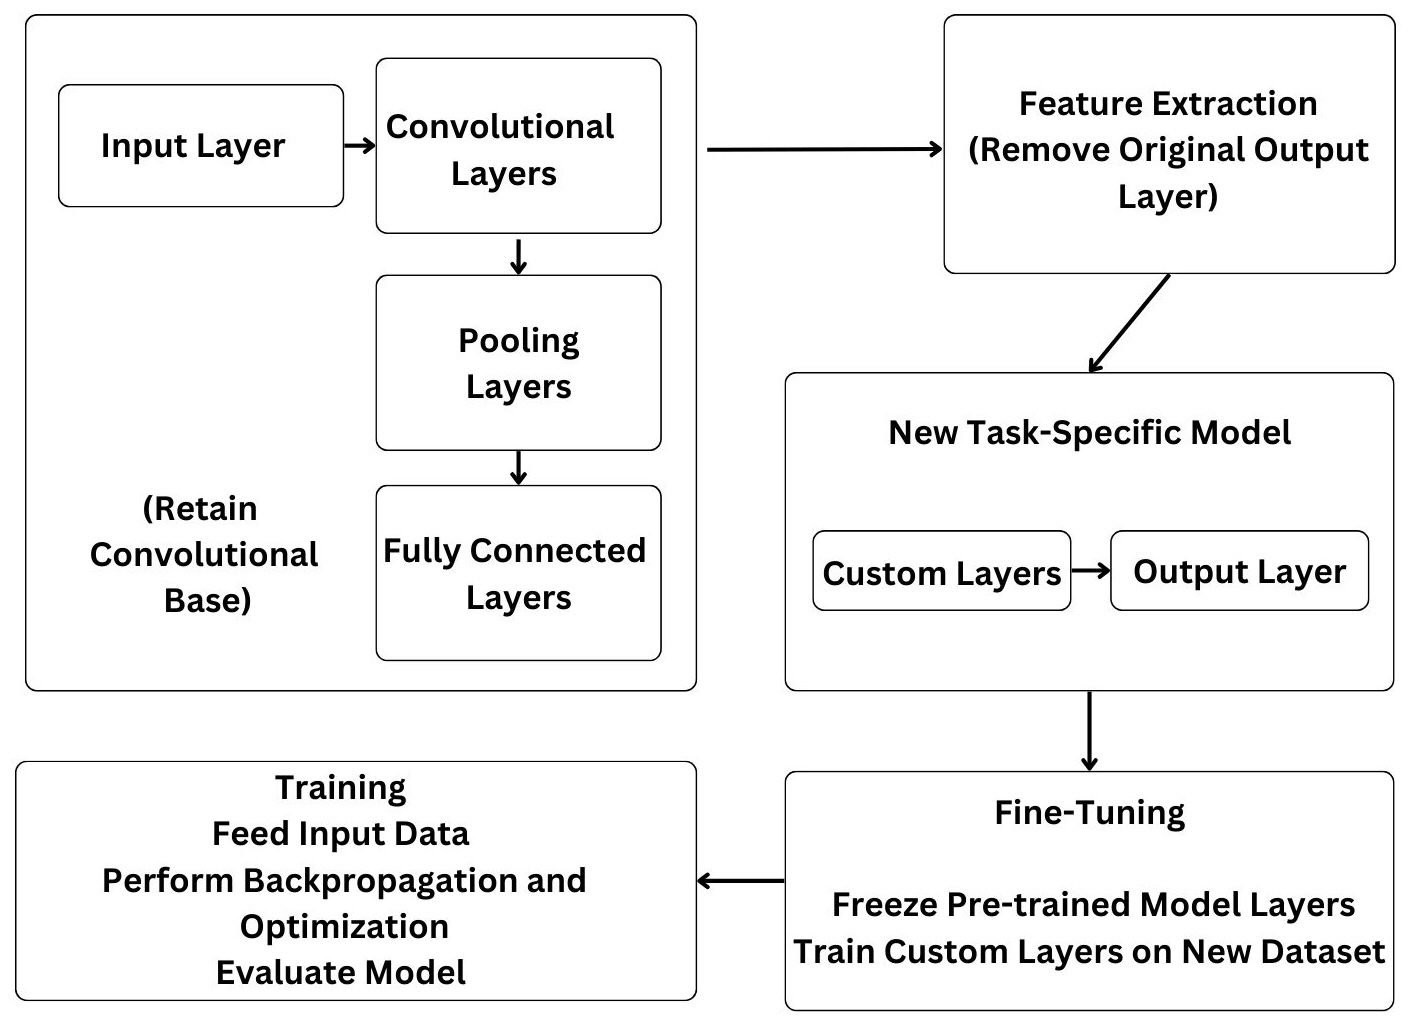 Input Layer
Convolutional
Layers
Pooling
Layers
Fully Connected
Layers
(Retain
Convolutional
Base)
Feature Extraction
(Remove Original Output
Layer)
New Task-Specific Model
Custom Layers
Output Layer
Fine-Tuning
Freeze Pre-trained Model Layers
Train Custom Layers on New Dataset
Training
Feed Input Data
Perform Backpropagation and
Optimization
Evaluate Model